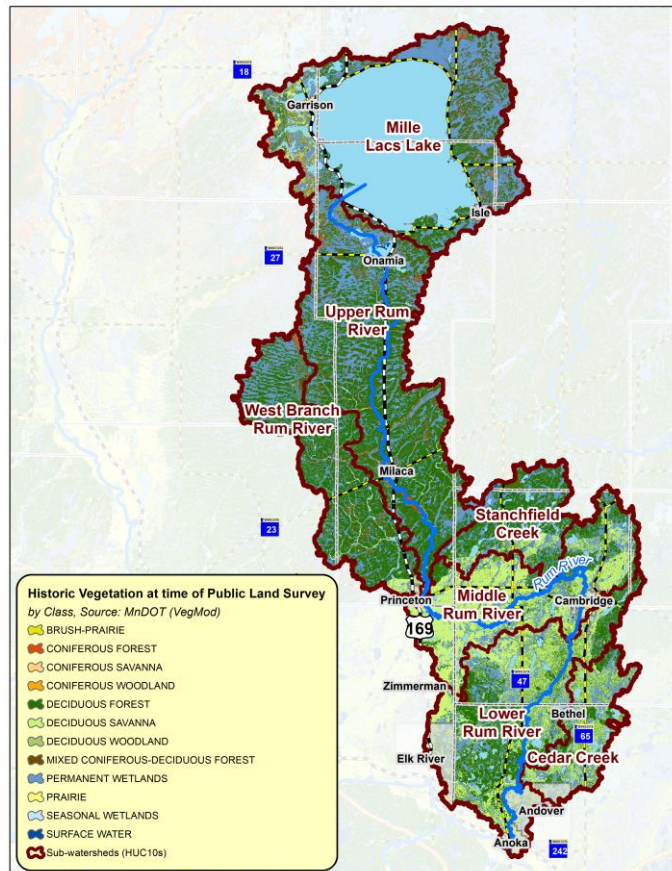 18
Garrison
Mille
Lacs Lake
Isle
27
Onamia
Upper Rum
River
West Branch
Rum River
Milaca
23
Stanchfield
Creek
Rum River
Middle
Rum River
Princeton
Cambridge
169
Zimmerman
47
Lower
Rum River
Bethel
65
Cedar Creek
Elk River
Andover
Anoka
242
Historic Vegetation at time of Public Land Survey
by Class, Source: MnDOT (VegMod)
BRUSH-PRAIRIE
CONIFEROUS FOREST
CONIFEROUS SAVANNA
CONIFEROUS WOODLAND
DECIDUOUS FOREST
DECIDUOUS SAVANNA
DECIDUOUS WOODLAND
MIXED CONIFEROUS-DECIDUOUS FOREST
PERMANENT WETLANDS
PRAIRIE
SEASONAL WETLANDS
SURFACE WATER
Sub-watersheds (HUC10s)